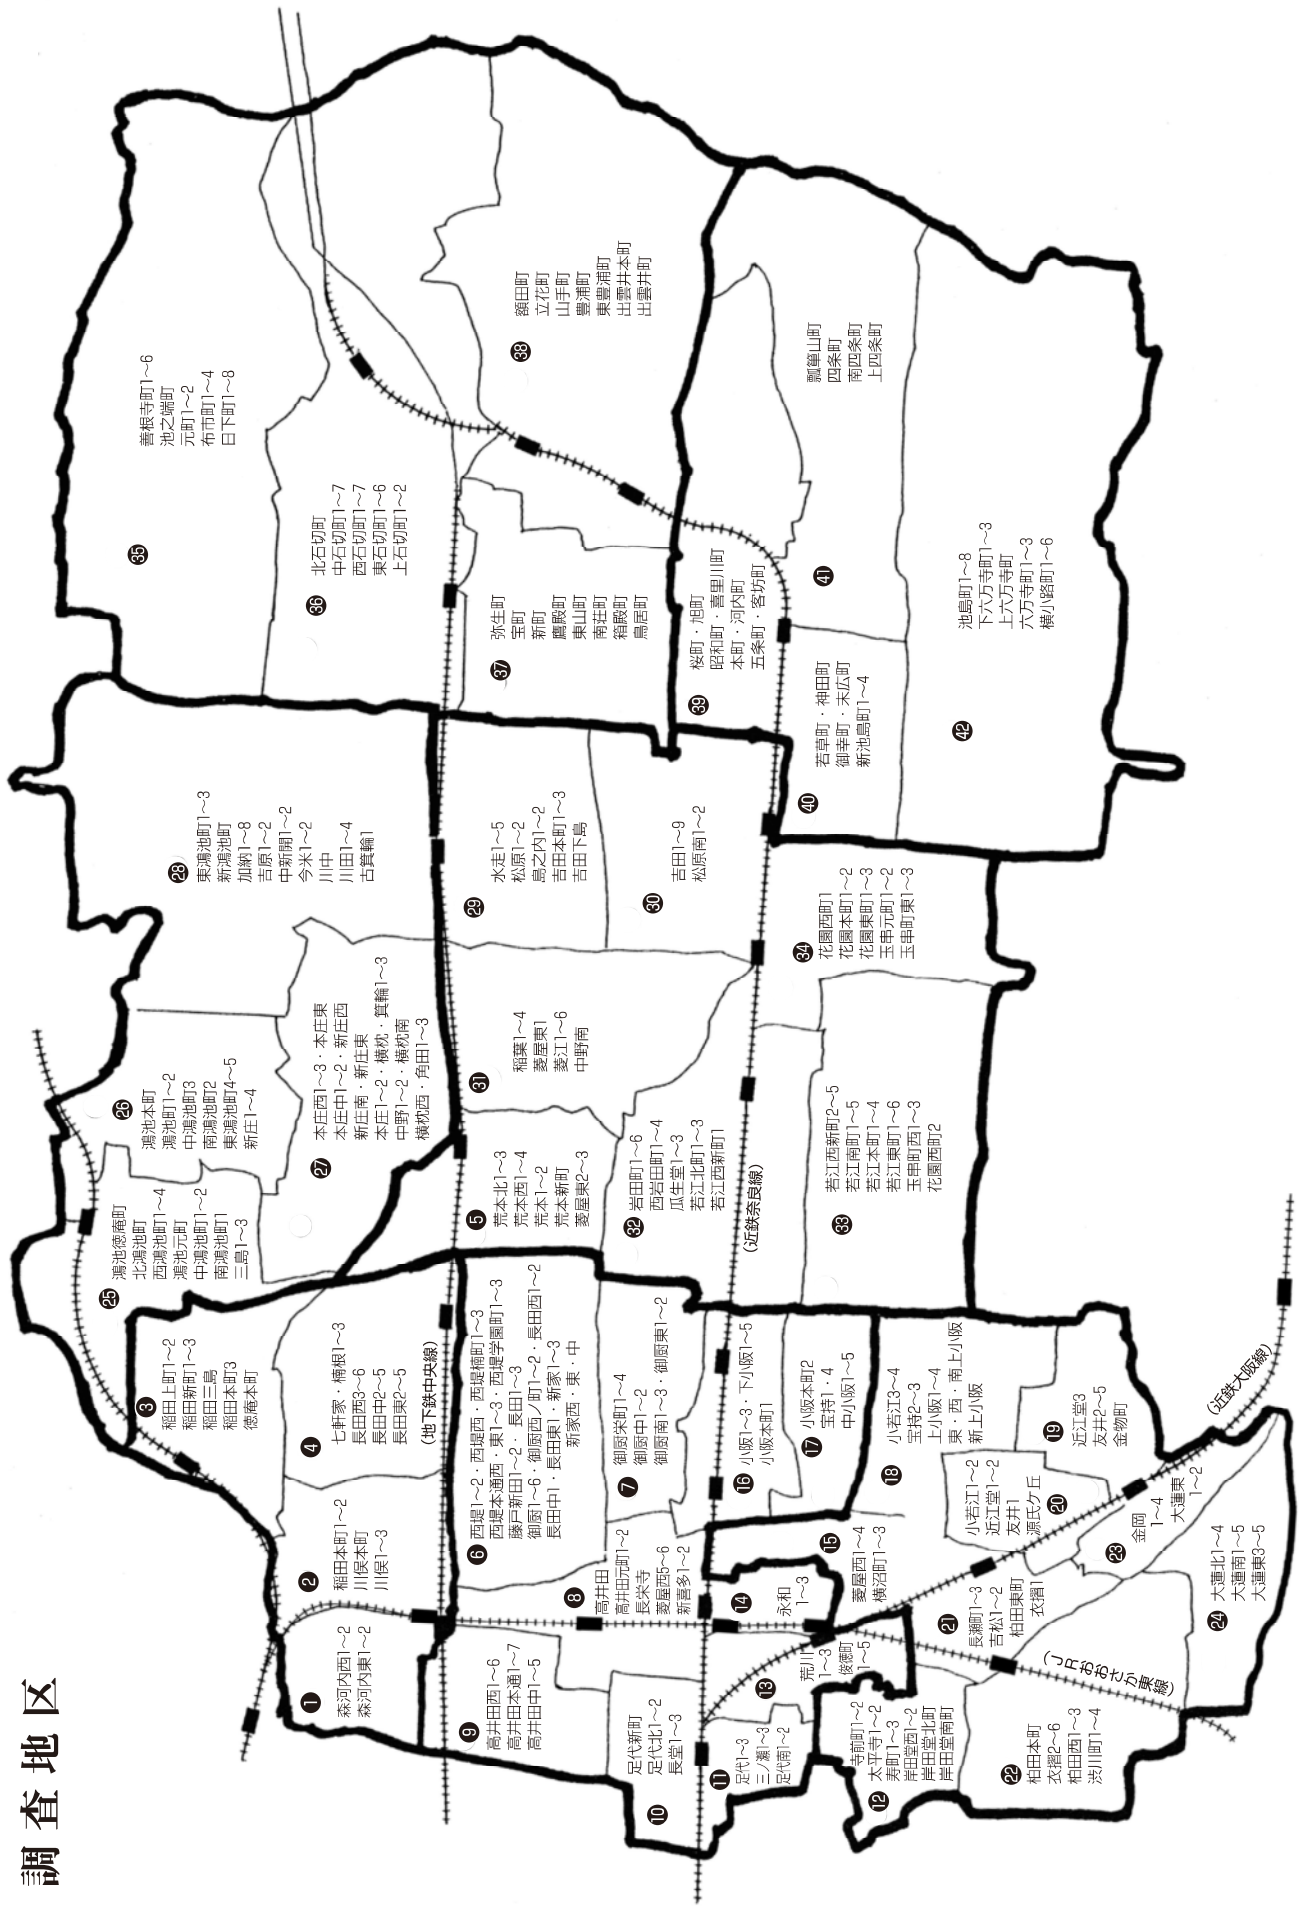 調査地区
❶
森河内西1～2
森河内東1～2
❷
稲田本町1～2
川俣本町
川俣1～3
❸
稲田上町1～2
稲田新町1～3
稲田三島
稲田本町3
徳庵本町
❹
七軒家・楠根1～3
長田西3～6
長田中2～5
長田東2～5
(地下鉄中央線)
❺
荒本北1～3
荒本西1～4
荒本1～2
荒本新町
菱屋東2～3
❻
西堤1～2・西堤西・西堤楠町1～3
西堤本通西・東1～3・西堤学園町1～3
藤戸新田1～2・長田1～3
御厨1～6・御厨西ノ町1～2・長田西1～2
長田中1・長田東1・新家1～3
新家西・東・中
❼
御厨栄町1～4
御厨中1～2
御厨南1～3・御厨東1～2
❽
高井田
高井田元町1～2
長栄寺
菱屋西5～6
新喜多1～2
❾
高井田西1～6
高井田本通1～7
高井田中1～5
❿
足代新町
足代北1～2
長堂1～3
⓫
足代1～3
三ノ瀬1～3
足代南1～2
⓬
寺前町1～2
太平寺1～2
寿町1～3
岸田堂西1～2
岸田堂北町
岸田堂南町
⓭
荒川
1～3
俊徳町
1～5
⓮
永和
1～3
⓯
菱屋西1～4
横沼町1～3
⓰
小阪1～3・下小阪1～5
小阪本町1
⓱
小阪本町2
宝持1・4
中小阪1～5
⓲
小若江3～4
宝持2～3
上小阪1～4
東・西・南上小阪
新上小阪
⓳
近江堂3
友井2～5
金物町
⓴
小若江1～2
近江堂1～2
友井1
源氏ケ丘
㉑
長瀬町1～3
吉松1～2
柏田東町
衣摺1
㉒
柏田本町
衣摺2～6
柏田西1～3
渋川町1～4
㉓
金岡
1～4
大蓮東
1～2
㉔
大蓮北1～4
大蓮南1～5
大蓮東3～5
(JRおおさか東線)
(近鉄大阪線)
㉕
鴻池徳庵町
北鴻池町
西鴻池町1～4
鴻池元町
中鴻池町1～2
南鴻池町1
三島1～3
㉖
鴻池本町
鴻池町1～2
中鴻池町3
南鴻池町2
東鴻池町4～5
新庄1～4
㉗
本庄西1～3・本庄東
本庄中1～2・新庄西
新庄南・新庄東
本庄1～2・横枕・箕輪1～3
中野1～2・横枕南
横枕西・角田1～3
㉘
東鴻池町1～3
新鴻池町
加納1～8
吉原1～2
中新開1～2
今米1～2
川中
川田1～4
古箕輪1
㉙
水走1～5
松原1～2
島之内1～2
吉田本町1～3
吉田下島
㉚
吉田1～9
松原南1～2
㉛
稲葉1～4
菱屋東1
菱江1～6
中野南
㉜
岩田町1～6
西岩田町1～4
瓜生堂1～3
若江北町1～3
若江西新町1
(近鉄奈良線)
㉝
若江西新町2～5
若江南町1～5
若江本町1～4
若江東町1～6
玉串町西1～3
花園西町2
㉞
花園西町1
花園本町1～2
花園東町1～3
玉串元町1～2
玉串町東1～3
㉟
善根寺町1～6
池之端町
元町1～2
布市町1～4
日下町1～8
㊱
北石切町
中石切町1～7
西石切町1～7
東石切町1～6
上石切町1～2
㊲
弥生町
宝町
新町
鷹殿町
東山町
南荘町
箱殿町
鳥居町
㊳
額田町
立花町
山手町
豊浦町
東豊浦町
出雲井本町
出雲井町
㊴
桜町・旭町
昭和町・喜里川町
本町・河内町
五条町・客坊町
㊵
若草町・神田町
御幸町・末広町
新池島町1～4
㊶
瓢箪山町
四条町
南四条町
上四条町
㊷
池島町1～8
下六万寺町1～3
上六万寺町
六万寺町1～3
横小路町1～6